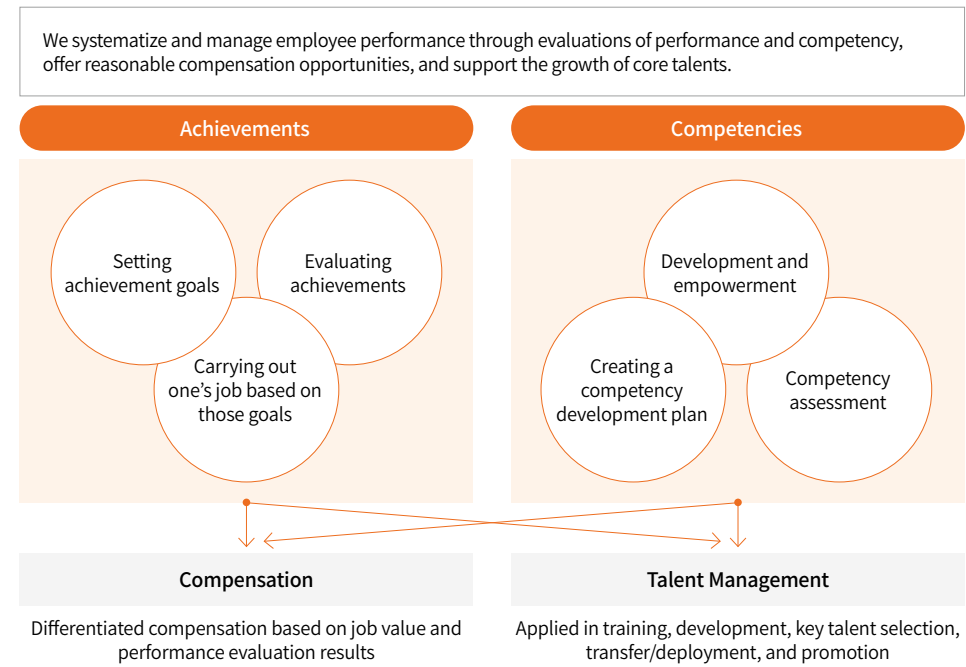 We systematize and manage employee performance through evaluations of performance and competency,
offer reasonable compensation opportunities, and support the growth of core talents.
Achievements
Setting
achievement goals
Evaluating
achievements
Carrying out
one’s job based on
those goals
Competencies
Development and
empowerment
Creating a
competency
development plan
Competency
assessment
Compensation
Differentiated compensation based on job value and
performance evaluation results
Talent Management
Applied in training, development, key talent selection,
transfer/deployment, and promotion